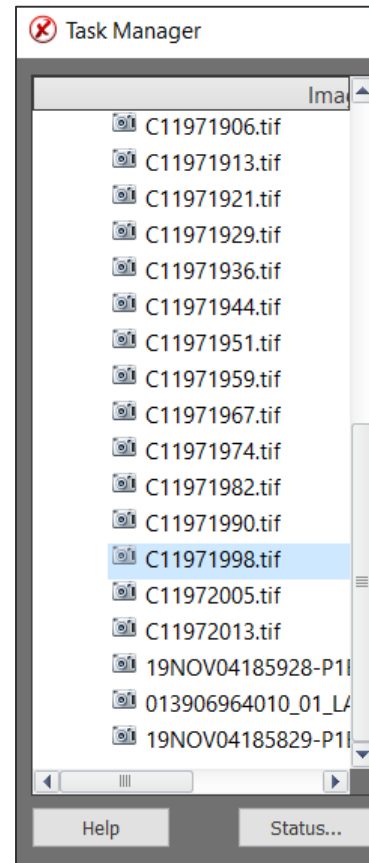 Task Manager
Ima
C11971906.tif
C11971913.tif
C11971921.tif
C11971929.tif
C11971936.tif
C11971944.tif
C11971951.tif
C11971959.tif
C11971967.tif
C11971974.tif
C11971982.tif
C11971990.tif
C11971998.tif
C11972005.tif
C11972013.tif
19NOV04185928-P1
013906964010_01_LA
19NOV04185829-P1
Help Status...